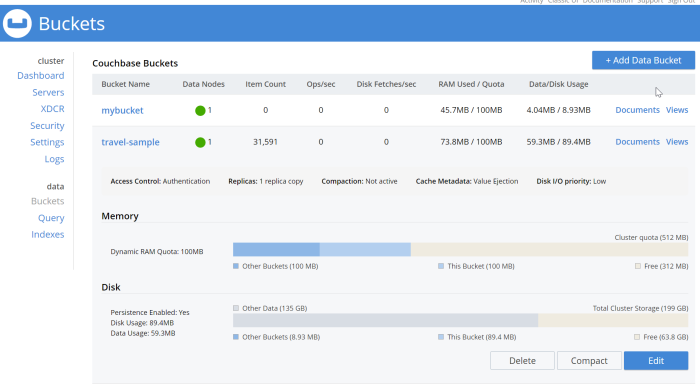 Activity Classic UI Documentation Support Sign Out
Buckets
cluster
Dashboard
Servers
XDCR
Security
Settings
Logs
data
Buckets
Query
Indexes
Couchbase Buckets
+ Add Data Bucket
Bucket Name Data Nodes Item Count Ops/sec Disk Fetches/sec RAM Used / Quota Data/Disk Usage
mybucket 1 0 0 0 45.7MB / 100MB 4.04MB / 8.93MB Documents Views
travel-sample 1 31,591 0 0 73.8MB / 100MB 59.3MB / 89.4MB Documents Views
Access Control: Authentication Replicas: 1 replica copy Compaction: Not active Cache Metadata: Value Ejection Disk I/O priority: Low
Memory
Cluster quota (512 MB)
Dynamic RAM Quota: 100MB
Other Buckets (100 MB) This Bucket (100 MB) Free (312 MB)
Disk
Other Data (135 GB) Total Cluster Storage (199 GB)
Persistence Enabled: Yes
Disk Usage: 89.4MB
Data Usage: 59.3MB
Other Buckets (8.93 MB) This Bucket (89.4 MB) Free (63.8 GB)
Delete Compact Edit